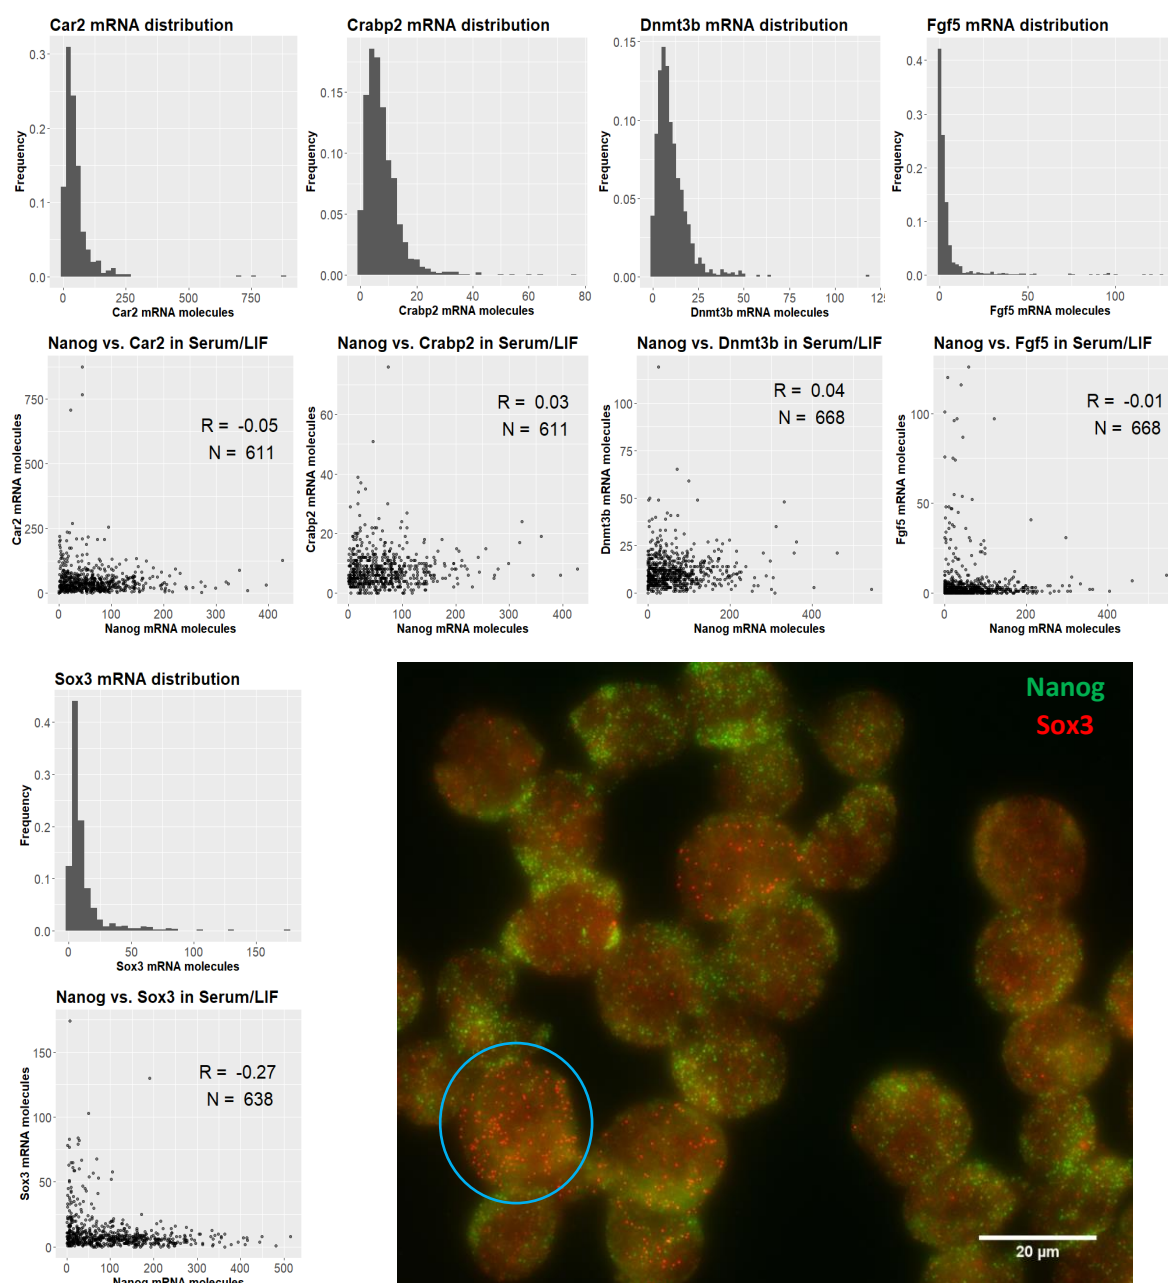 Car2 mRNA distribution
Frequency
0.3
0.2
0.1
0.0
0 250 500 750
Car2 mRNA molecules
Crabp2 mRNA distribution
Frequency
0.15
0.10
0.05
0.00
0 20 40 60 80
Crabp2 mRNA molecules
Dnmt3b mRNA distribution
Frequency
0.15
0.10
0.05
0.00
0 25 50 75 100
Dnmt3b mRNA molecules
Fgf5 mRNA distribution
Frequency
0.4
0.3
0.2
0.1
0.0
0 50 100
Fgf5 mRNA molecules
Nanog vs. Car2 in Serum/LIF
Car2 mRNA molecules
750
500
250
0
R = -0.05
N = 611
0 100 200 300 400
Nanog mRNA molecules
Nanog vs. Crabp2 in Serum/LIF
Crabp2 mRNA molecules
60
40
20
0
R = 0.03
N = 611
0 100 200 300 400
Nanog mRNA molecules
Nanog vs. Dnmt3b in Serum/LIF
Dnmt3b mRNA molecules
100
75
50
25
0
R = 0.04
N = 668
0 200 400
Nanog mRNA molecules
Nanog vs. Fgf5 in Serum/LIF
Fgf5 mRNA molecules
100
50
0
R = -0.01
N = 668
0 200 400
Nanog mRNA molecules
Sox3 mRNA distribution
Frequency
0.4
0.3
0.2
0.1
0.0
0 50 100 150
Sox3 mRNA molecules
Nanog vs. Sox3 in Serum/LIF
Sox3 mRNA molecules
150
100
50
0
R = -0.27
N = 638
0 100 200 300 400 500
Nanog mRNA molecules
Nanog
Sox3
20 µm